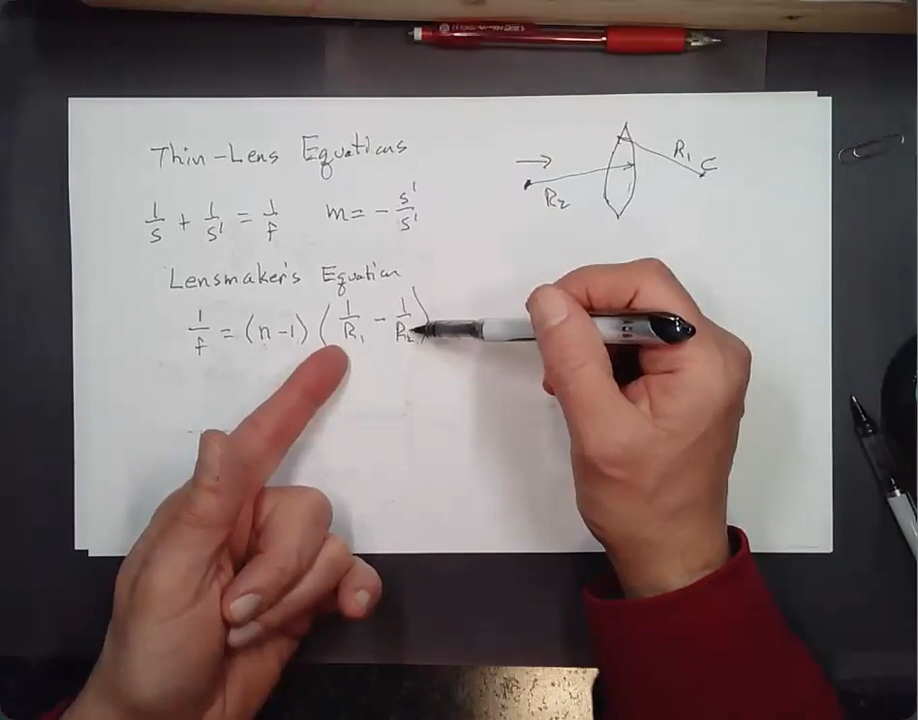 Thin-Lens Equations
1/s + 1/s' = 1/f m = - s'/s'
Lensmaker's Equation
1/f = (n-1) (1/R₁ - 1/R₂)
R₁ C
R₂